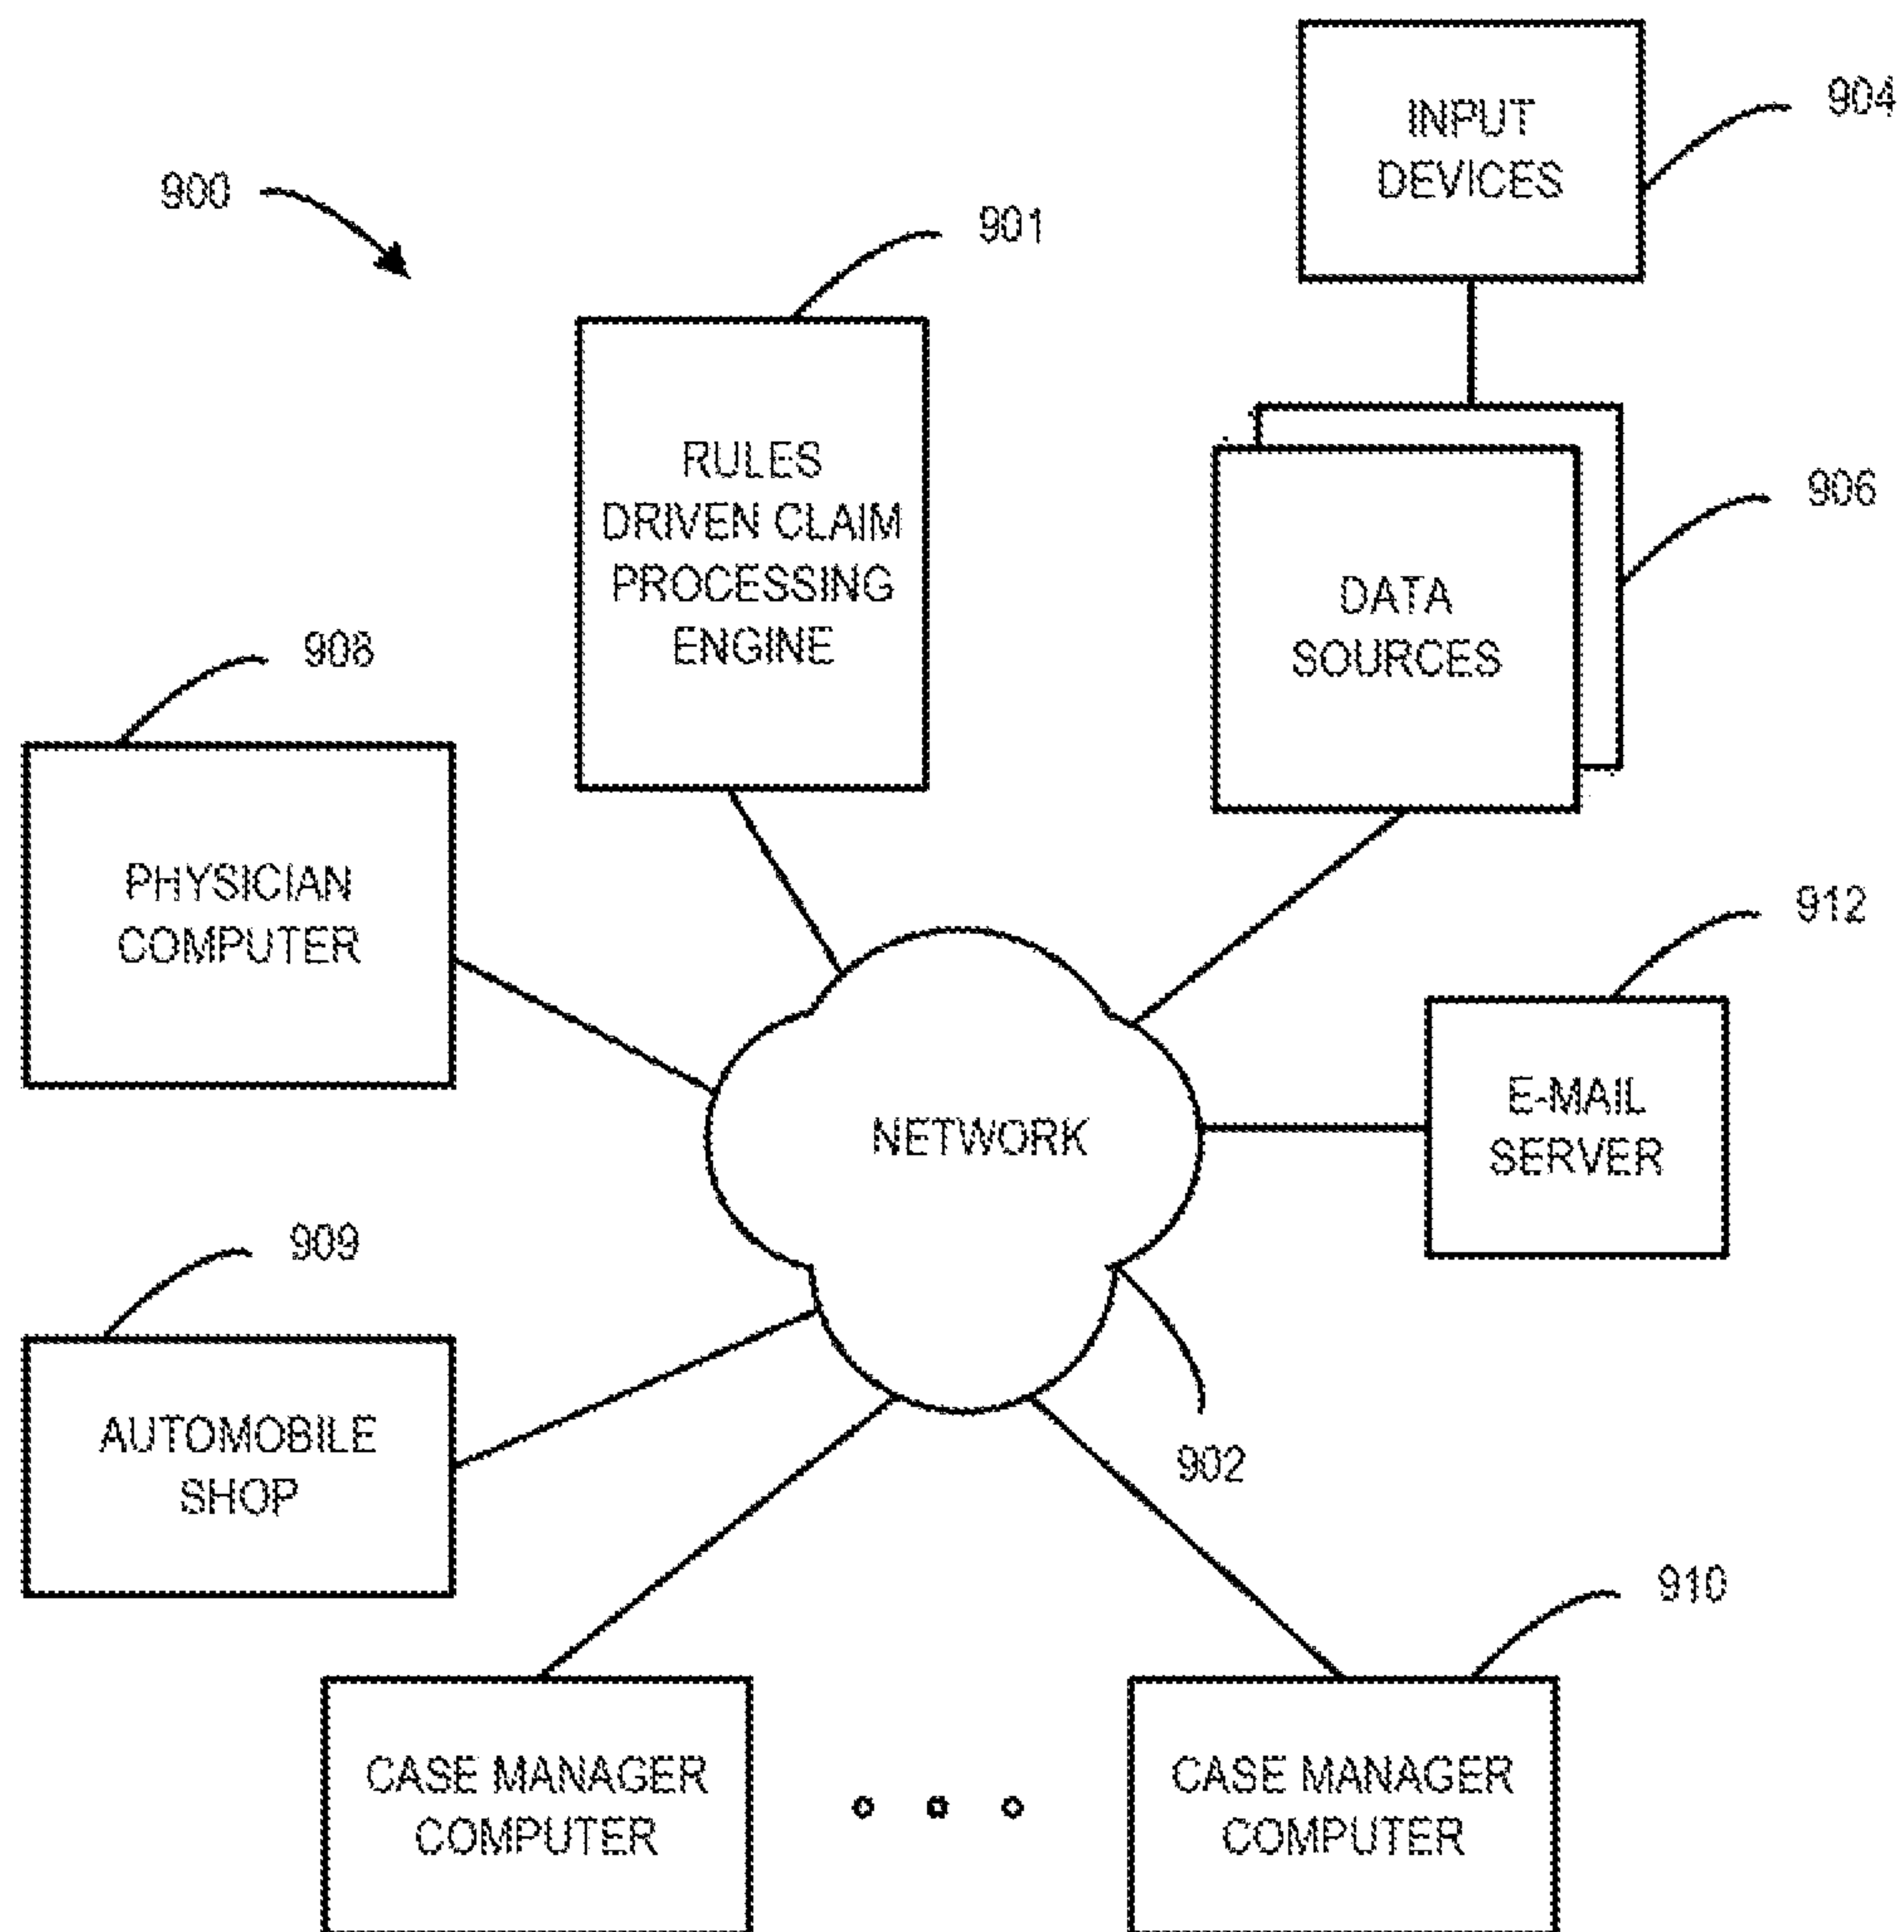 INPUT
DEVICES
904
900
901
RULES
DRIVEN CLAIM
PROCESSING
ENGINE
DATA
SOURCES
906
908
PHYSICIAN
COMPUTER
912
E-MAIL
SERVER
NETWORK
909
AUTOMOBILE
SHOP
902
910
CASE MANAGER
COMPUTER
CASE MANAGER
COMPUTER